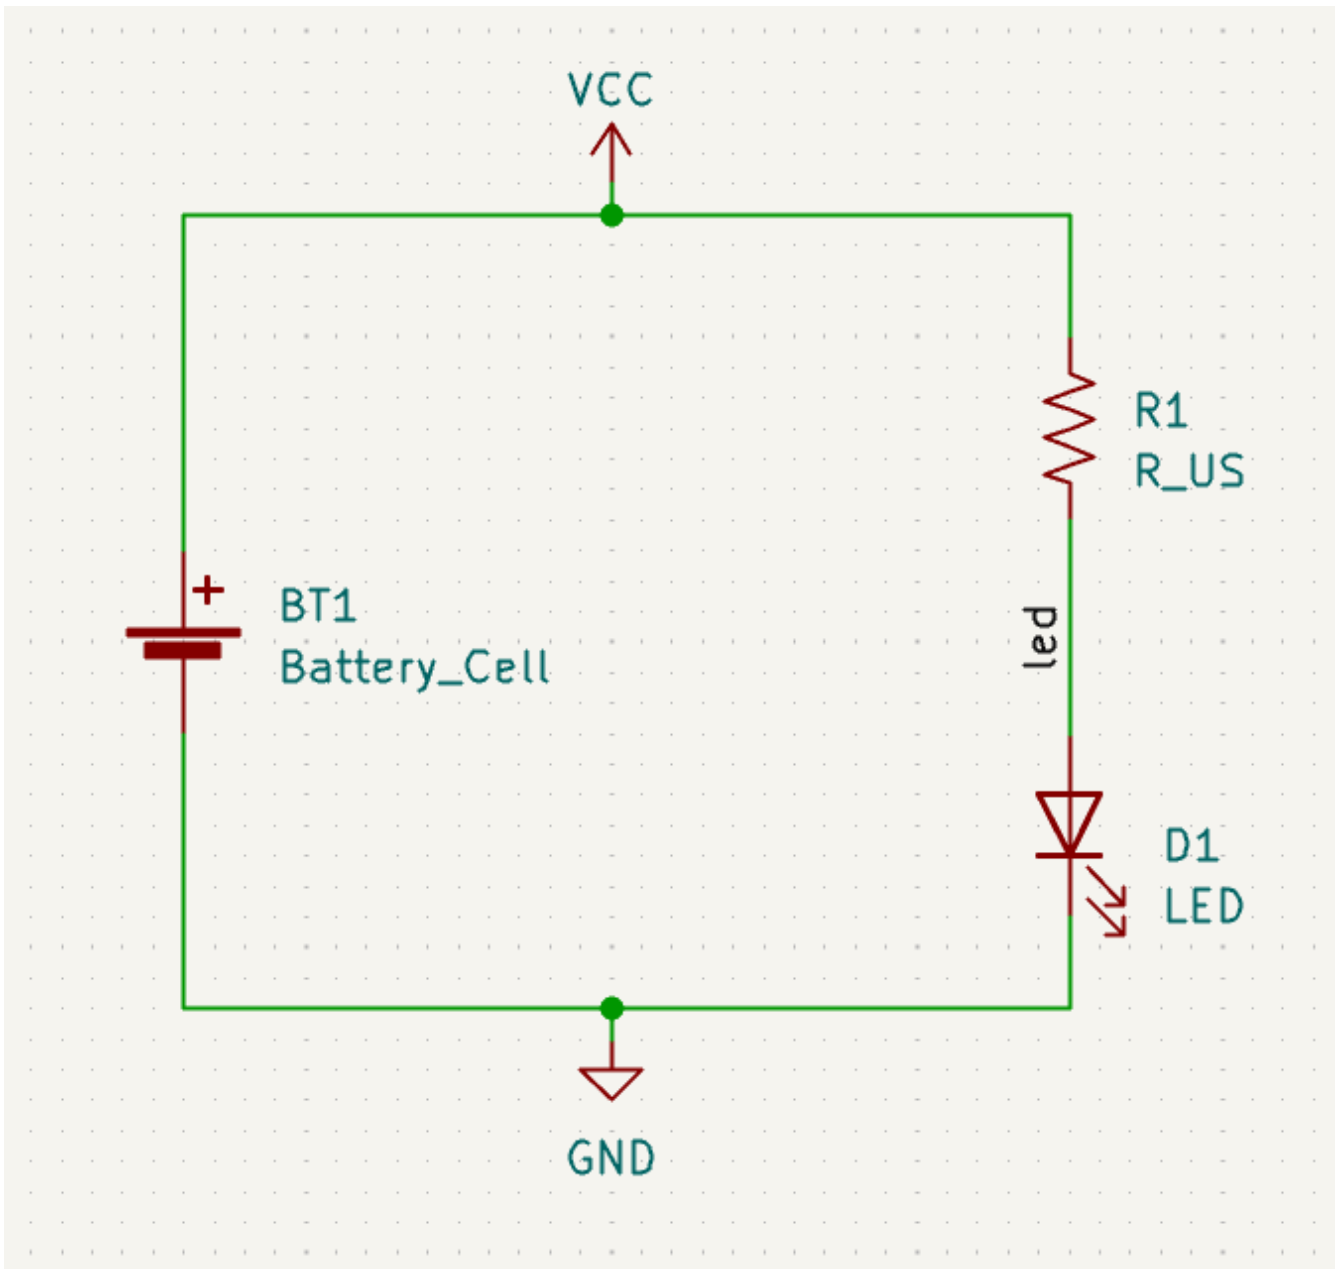 VCC
R1
R_US
+
BT1
Battery_Cell
led
D1
LED
GND